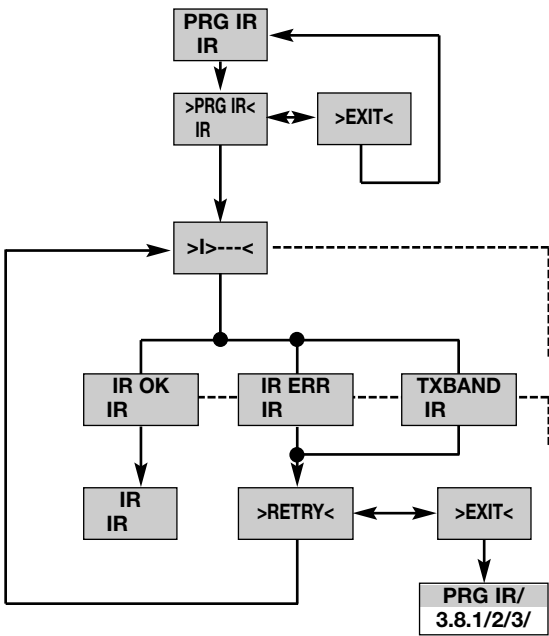 PRG IR
IR
>PRG IR<
IR
>EXIT<
>I>---<
IR OK
IR
IR ERR
IR
TXBAND
IR
IR
IR
>RETRY<
>EXIT<
PRG IR/
3.8.1/2/3/